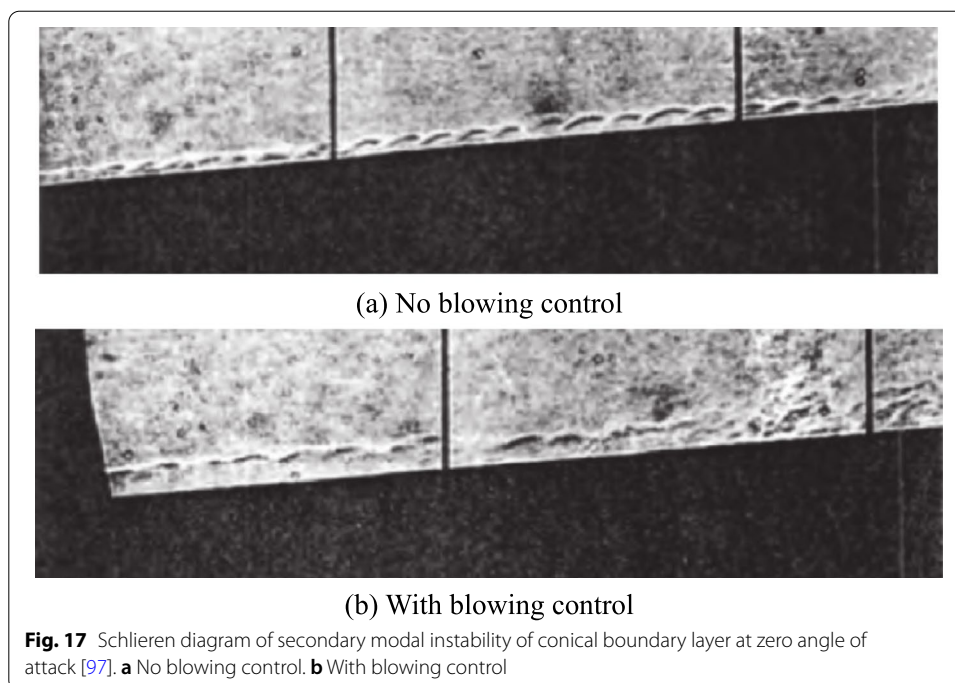 (a) No blowing control
(b) With blowing control
Fig. 17 Schlieren diagram of secondary modal instability of conical boundary layer at zero angle of
attack [97]. a No blowing control. b With blowing control